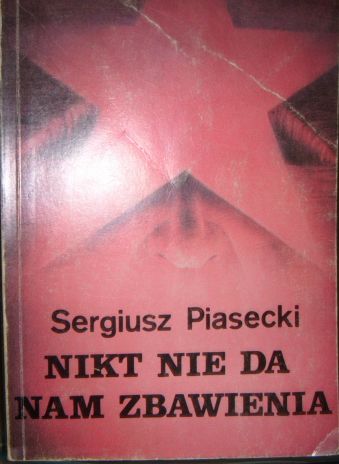 Sergiusz Piasecki
NIKT NIE DA
NAM ZBAWIENIA